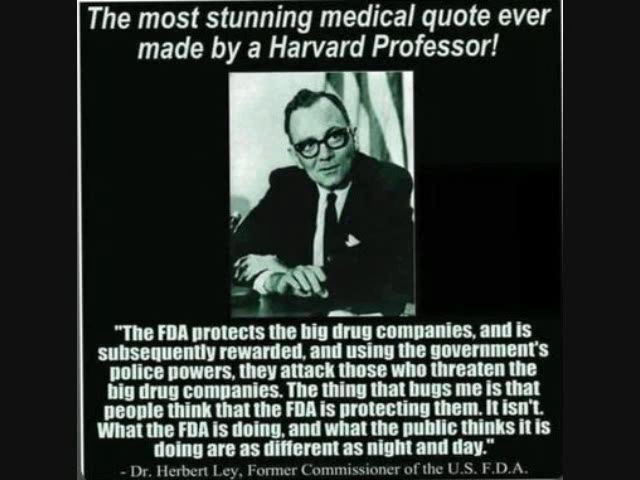 The most stunning medical quote ever
made by a Harvard Professor!
"The FDA protects the big drug companies, and is
subsequently rewarded, and using the government's
police powers, they attack those who threaten the
big drug companies. The thing that bugs me is that
people think that the FDA is protecting them. It isn't.
What the FDA is doing, and what the public thinks it is
doing are as different as night and day."
- Dr. Herbert Ley, Former Commissioner of the U.S. F.D.A.